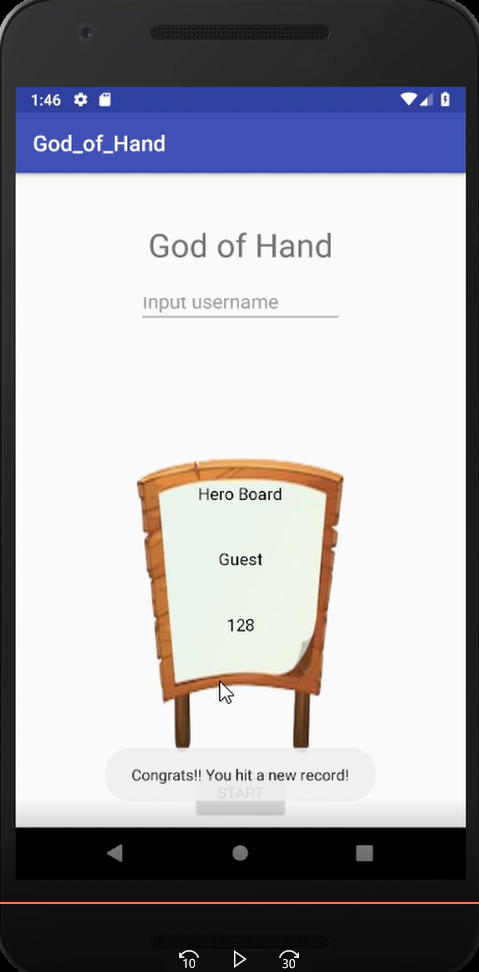 1:46
God_of_Hand
God of Hand
Input username
Hero Board
Guest
128
Congrats!! You hit a new record!
START
10
30